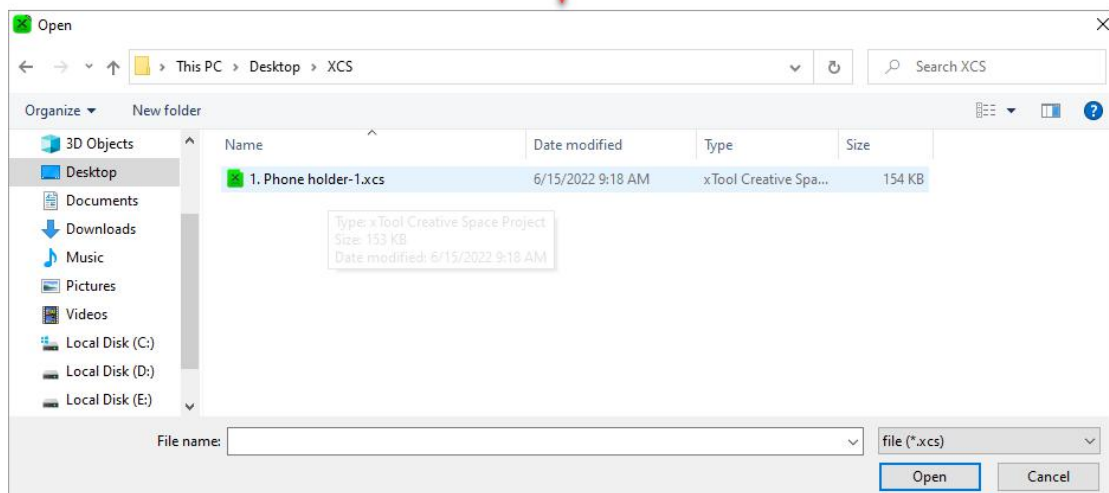 Open
This PC > Desktop > XCS
Search XCS
Organize
New folder
3D Objects
Desktop
Documents
Downloads
Music
Pictures
Videos
Local Disk (C:)
Local Disk (D:)
Local Disk (E:)
Name Date modified Type Size
1. Phone holder-1.xcs 6/15/2022 9:18 AM xTool Creative Spa... 154 KB
Type: xTool Creative Space Project
Size: 153 KB
Date modified: 6/15/2022 9:18 AM
File name:
file (*.xcs)
Open Cancel